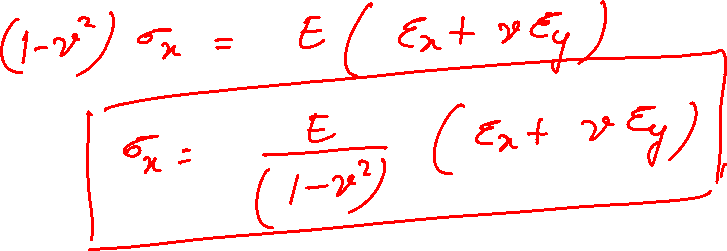 (1-ν²) σx = E ( εx + ν εy )
σx = E / (1-ν²) ( εx + ν εy )